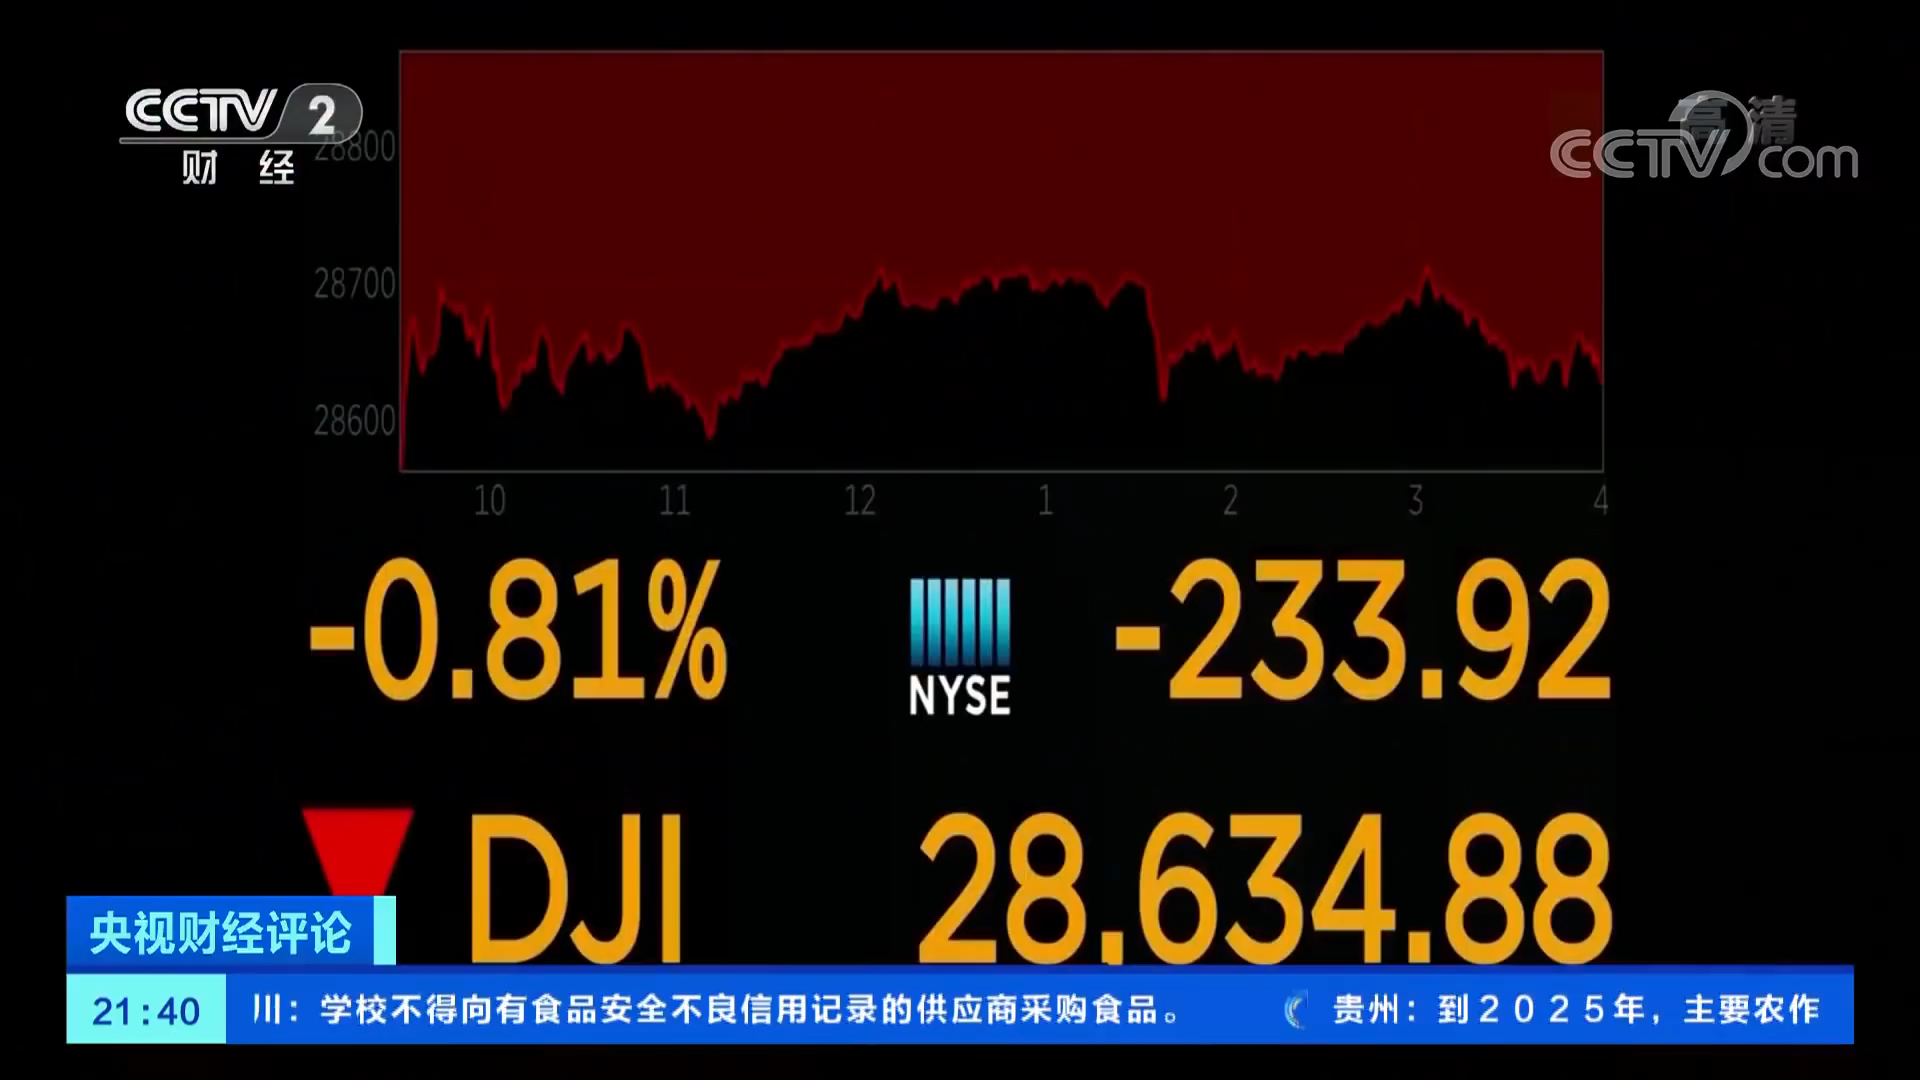 CCTV 2
财 经
高清
CCTV.com
28800
28700
28600
10 11 12 1 2 3 4
-0.81%
NYSE
-233.92
DJI
28,634.88
央视财经评论
21:40
川：学校不得向有食品安全不良信用记录的供应商采购食品。
贵州：到2025年，主要农作